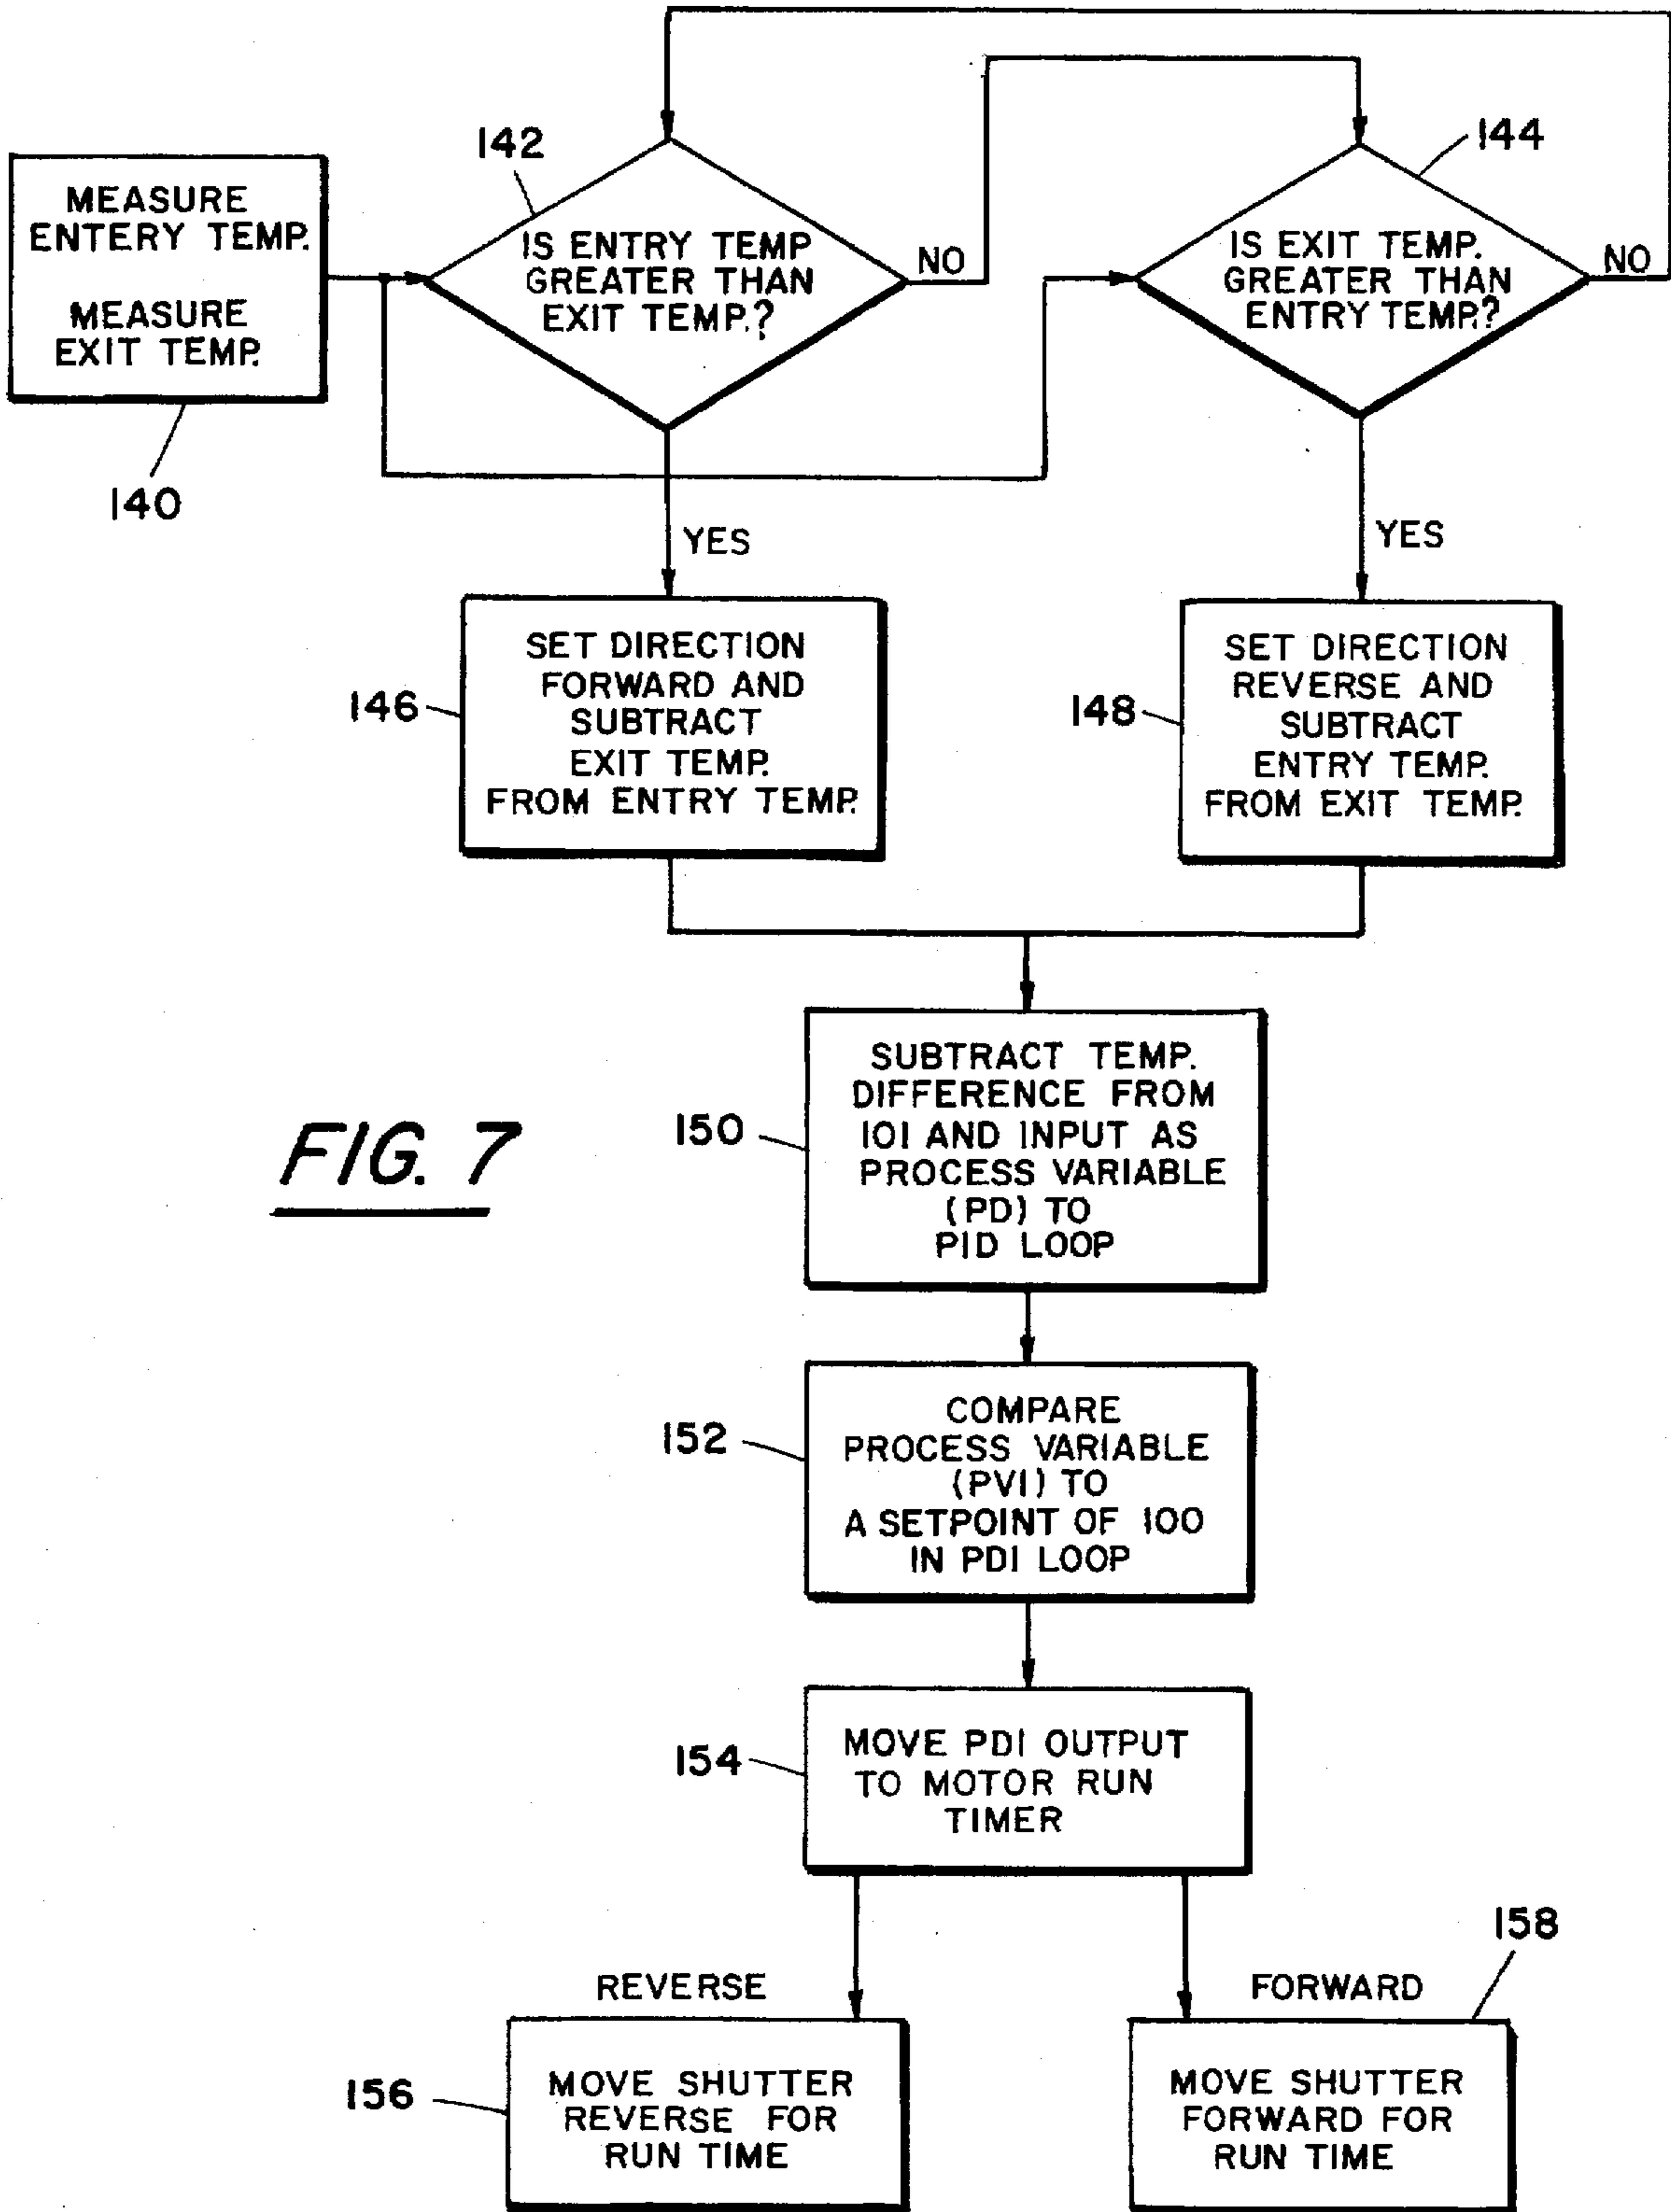 142
144
MEASURE
ENTERY TEMP.
MEASURE
EXIT TEMP.
140
IS ENTRY TEMP
GREATER THAN
EXIT TEMP.?
NO
IS EXIT TEMP.
GREATER THAN
ENTRY TEMP.?
NO
YES
YES
146
SET DIRECTION
FORWARD AND
SUBTRACT
EXIT TEMP.
FROM ENTRY TEMP.
148
SET DIRECTION
REVERSE AND
SUBTRACT
ENTRY TEMP.
FROM EXIT TEMP.
FIG. 7
150
SUBTRACT TEMP.
DIFFERENCE FROM
101 AND INPUT AS
PROCESS VARIABLE
(PD) TO
PID LOOP
152
COMPARE
PROCESS VARIABLE
(PVI) TO
A SETPOINT OF 100
IN PDI LOOP
154
MOVE PDI OUTPUT
TO MOTOR RUN
TIMER
REVERSE
FORWARD
158
156
MOVE SHUTTER
REVERSE FOR
RUN TIME
MOVE SHUTTER
FORWARD FOR
RUN TIME